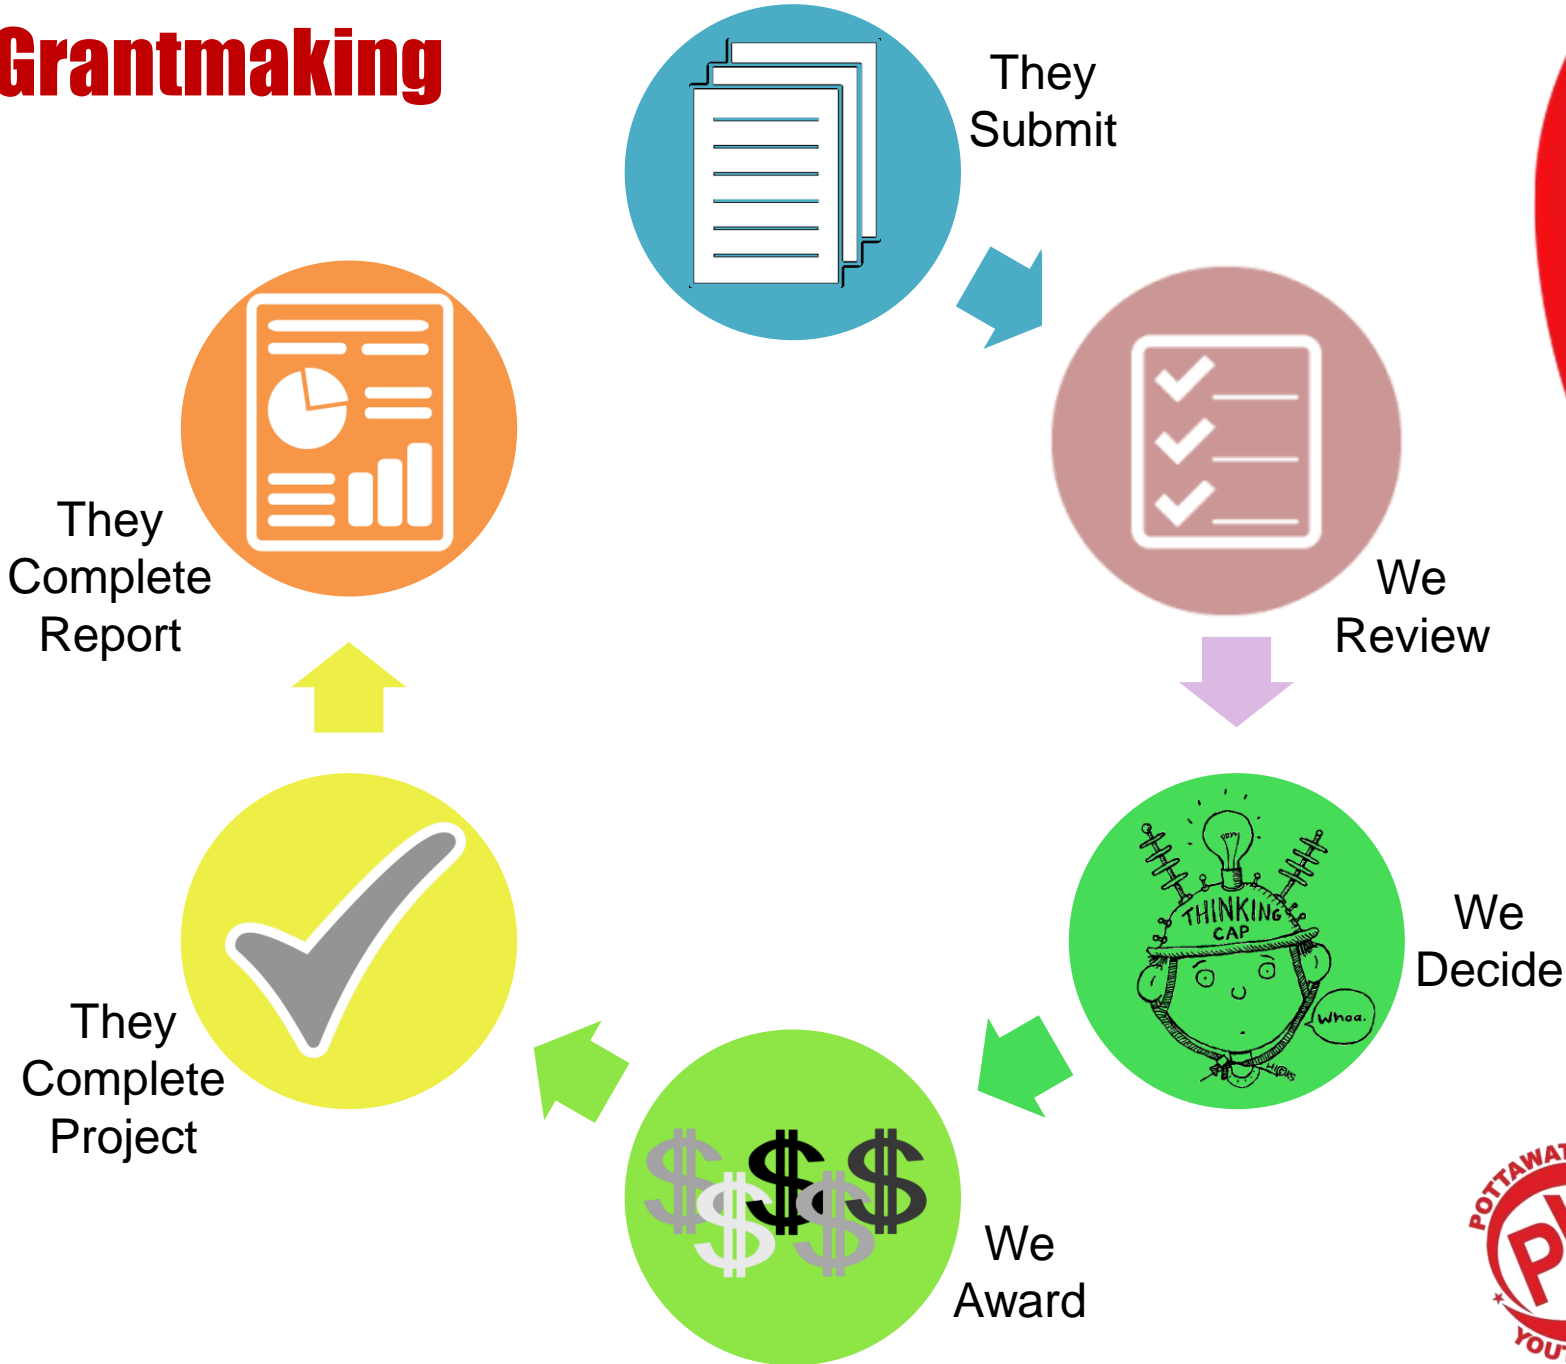 Grantmaking
They
Submit
We
Review
THINKING
CAP
Whoa.
We
Decide
We
Award
They
Complete
Project
They
Complete
Report